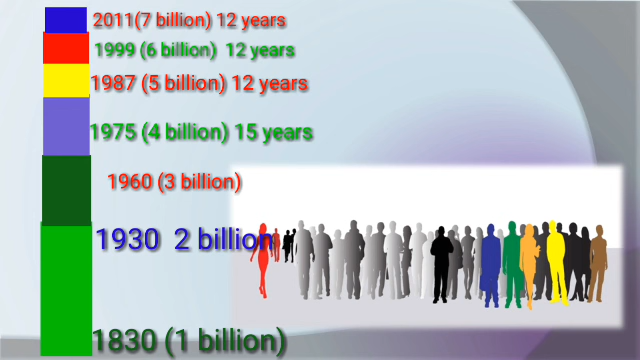 2011(7 billion) 12 years
1999 (6 billion) 12 years
1987 (5 billion) 12 years
1975 (4 billion) 15 years
1960 (3 billion)
1930 2 billion
1830 (1 billion)